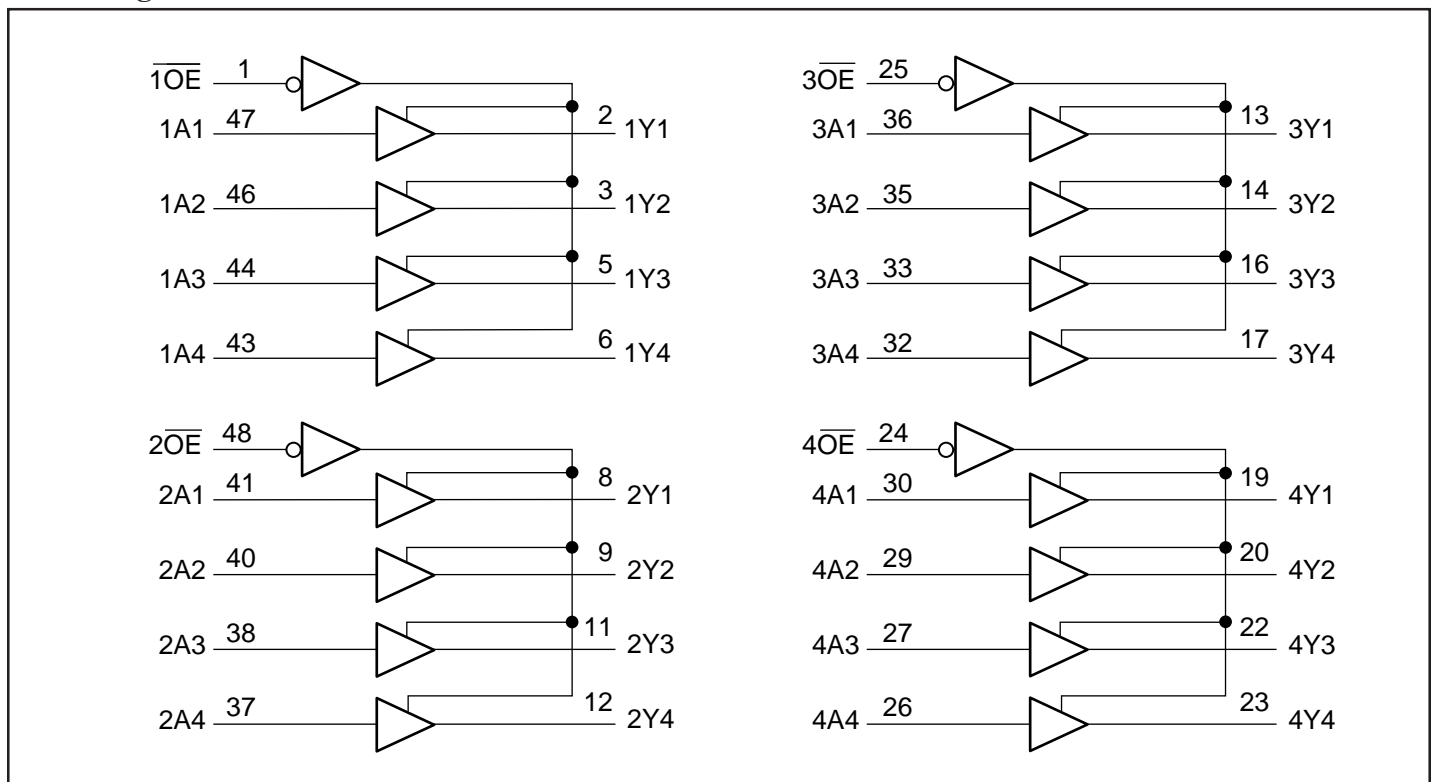 1OE 1
1A1 47 2 1Y1
1A2 46 3 1Y2
1A3 44 5 1Y3
1A4 43 6 1Y4
2OE 48
2A1 41 8 2Y1
2A2 40 9 2Y2
2A3 38 11 2Y3
2A4 37 12 2Y4
3OE 25
3A1 36 13 3Y1
3A2 35 14 3Y2
3A3 33 16 3Y3
3A4 32 17 3Y4
4OE 24
4A1 30 19 4Y1
4A2 29 20 4Y2
4A3 27 22 4Y3
4A4 26 23 4Y4